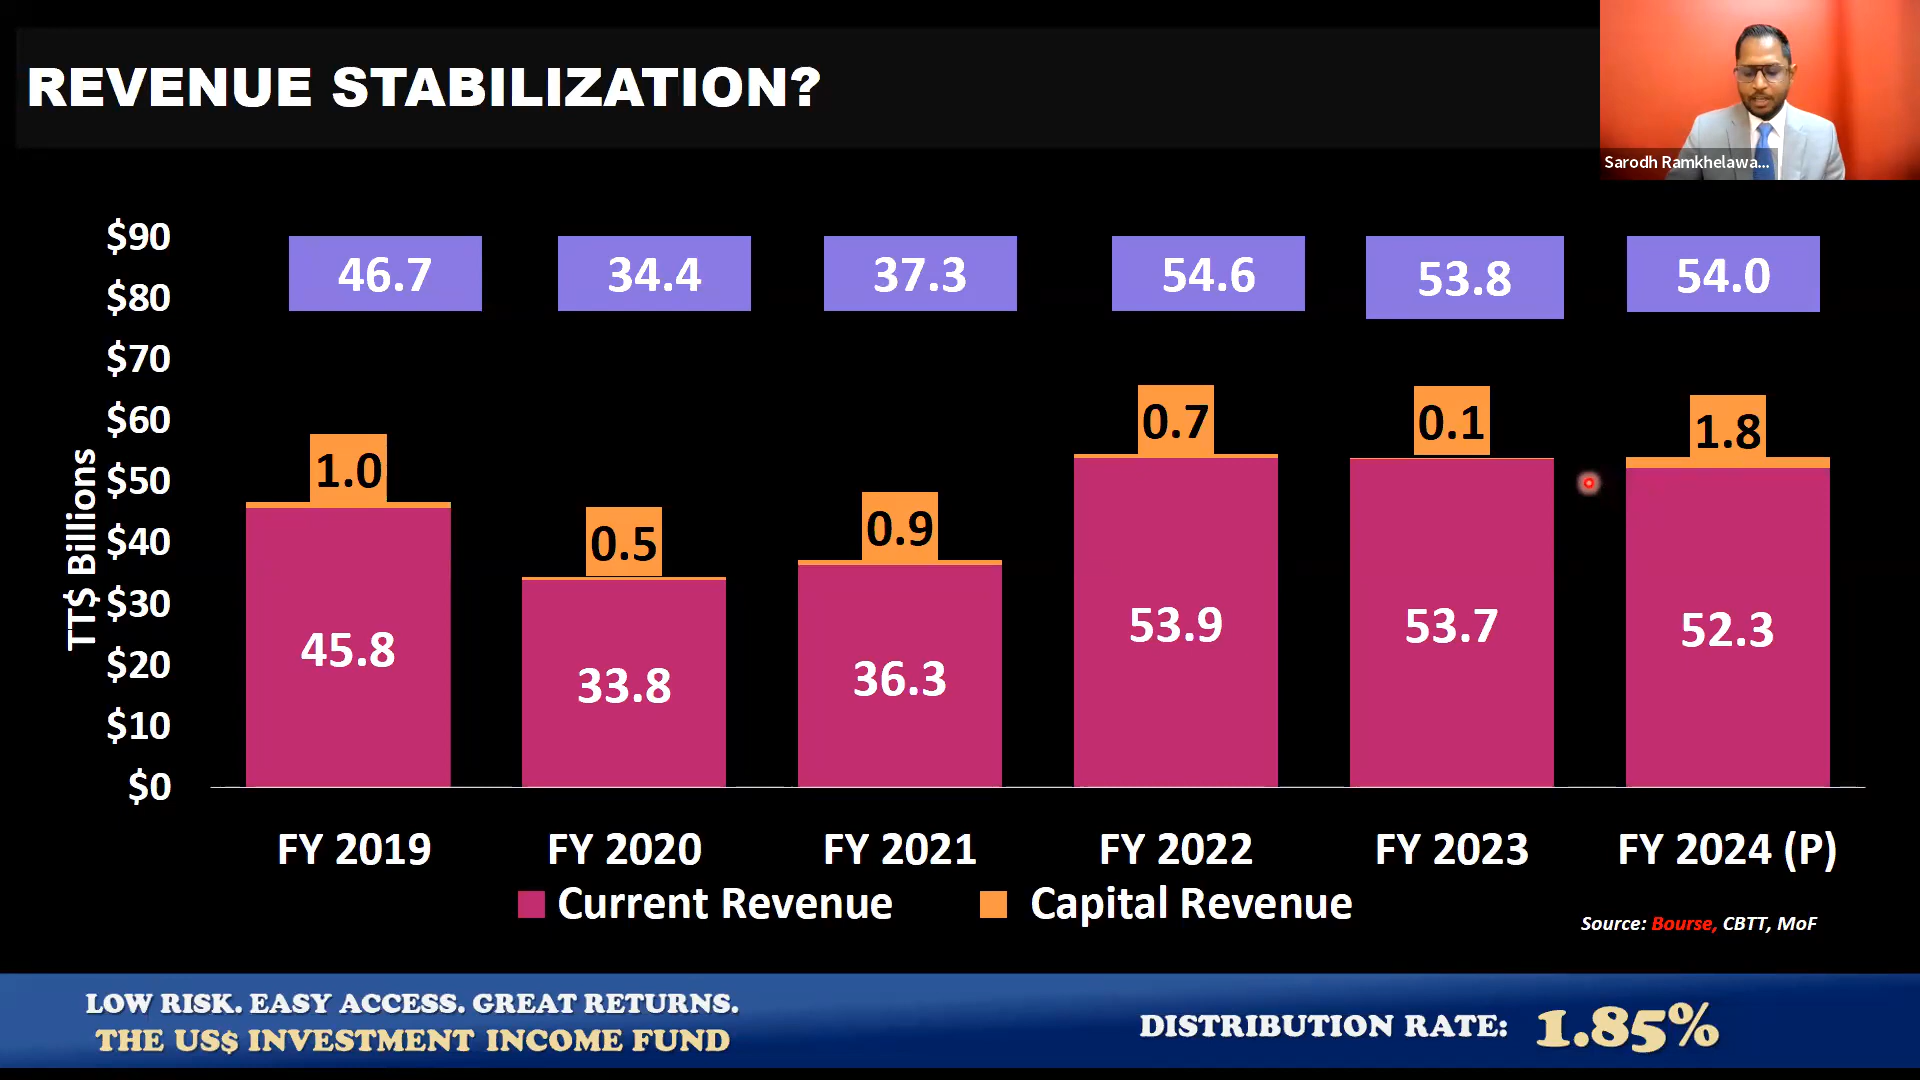 REVENUE STABILIZATION?
Sarodh Ramkhelawa...
TT$ Billions
$90
$80
$70
$60
$50
$40
$30
$20
$10
$0
46.7
34.4
37.3
54.6
53.8
54.0
1.0
0.5
0.9
0.7
0.1
1.8
45.8
33.8
36.3
53.9
53.7
52.3
FY 2019
FY 2020
FY 2021
FY 2022
FY 2023
FY 2024 (P)
Current Revenue
Capital Revenue
Source: Bourse, CBTT, MoF
LOW RISK. EASY ACCESS. GREAT RETURNS.
THE US$ INVESTMENT INCOME FUND
DISTRIBUTION RATE: 1.85%